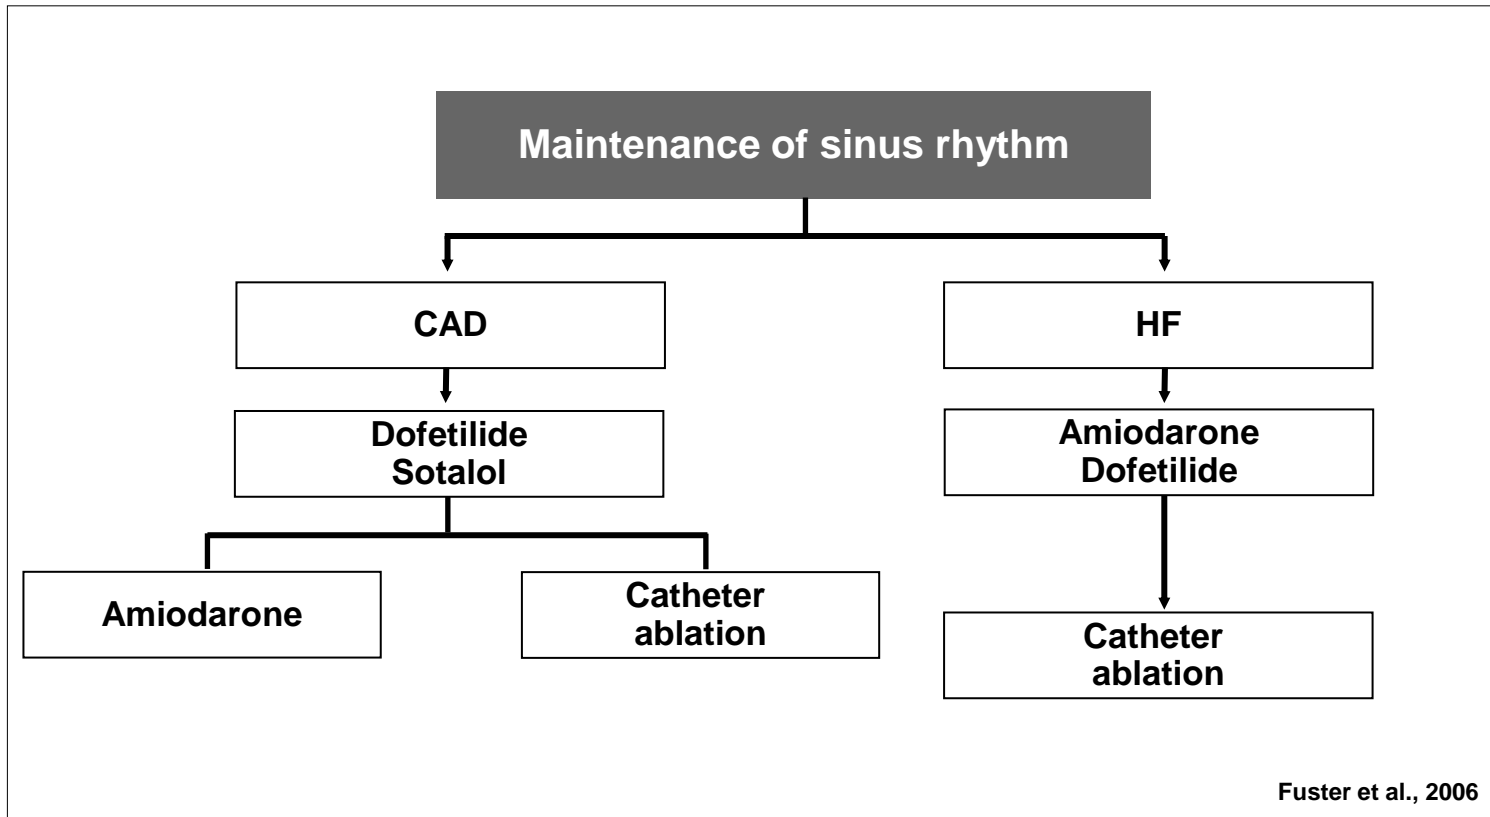 Maintenance of sinus rhythm
CAD
HF
Dofetilide
Sotalol
Amiodarone
Dofetilide
Amiodarone
Catheter
ablation
Catheter
ablation
Fuster et al., 2006